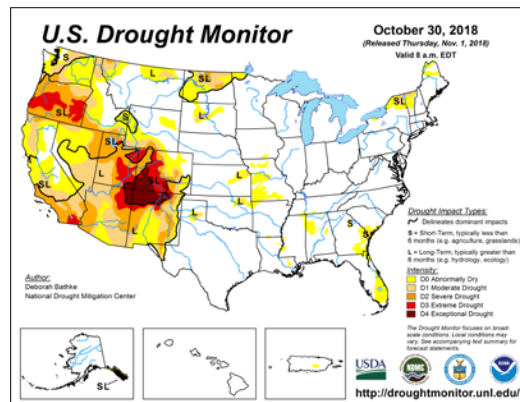 U.S. Drought Monitor
October 30, 2018
(Released Thursday, Nov. 1, 2018)
Valid 8 a.m. EDT
S
L
SL
SL
S
SL
SL
L
SL
L
L
L
L
SL
S
S
SL
Drought Impact Types:
Delineates dominant impacts
S = Short-Term, typically less than
6 months (e.g. agriculture, grasslands)
L = Long-Term, typically greater than
6 months (e.g. hydrology, ecology)
Intensity:
D0 Abnormally Dry
D1 Moderate Drought
D2 Severe Drought
D3 Extreme Drought
D4 Exceptional Drought
Author:
Deborah Bathke
National Drought Mitigation Center
The Drought Monitor focuses on broad-
scale conditions. Local conditions may
vary. See accompanying text summary for
forecast statements.
USDA
NDMC
NOAA
http://droughtmonitor.unl.edu/